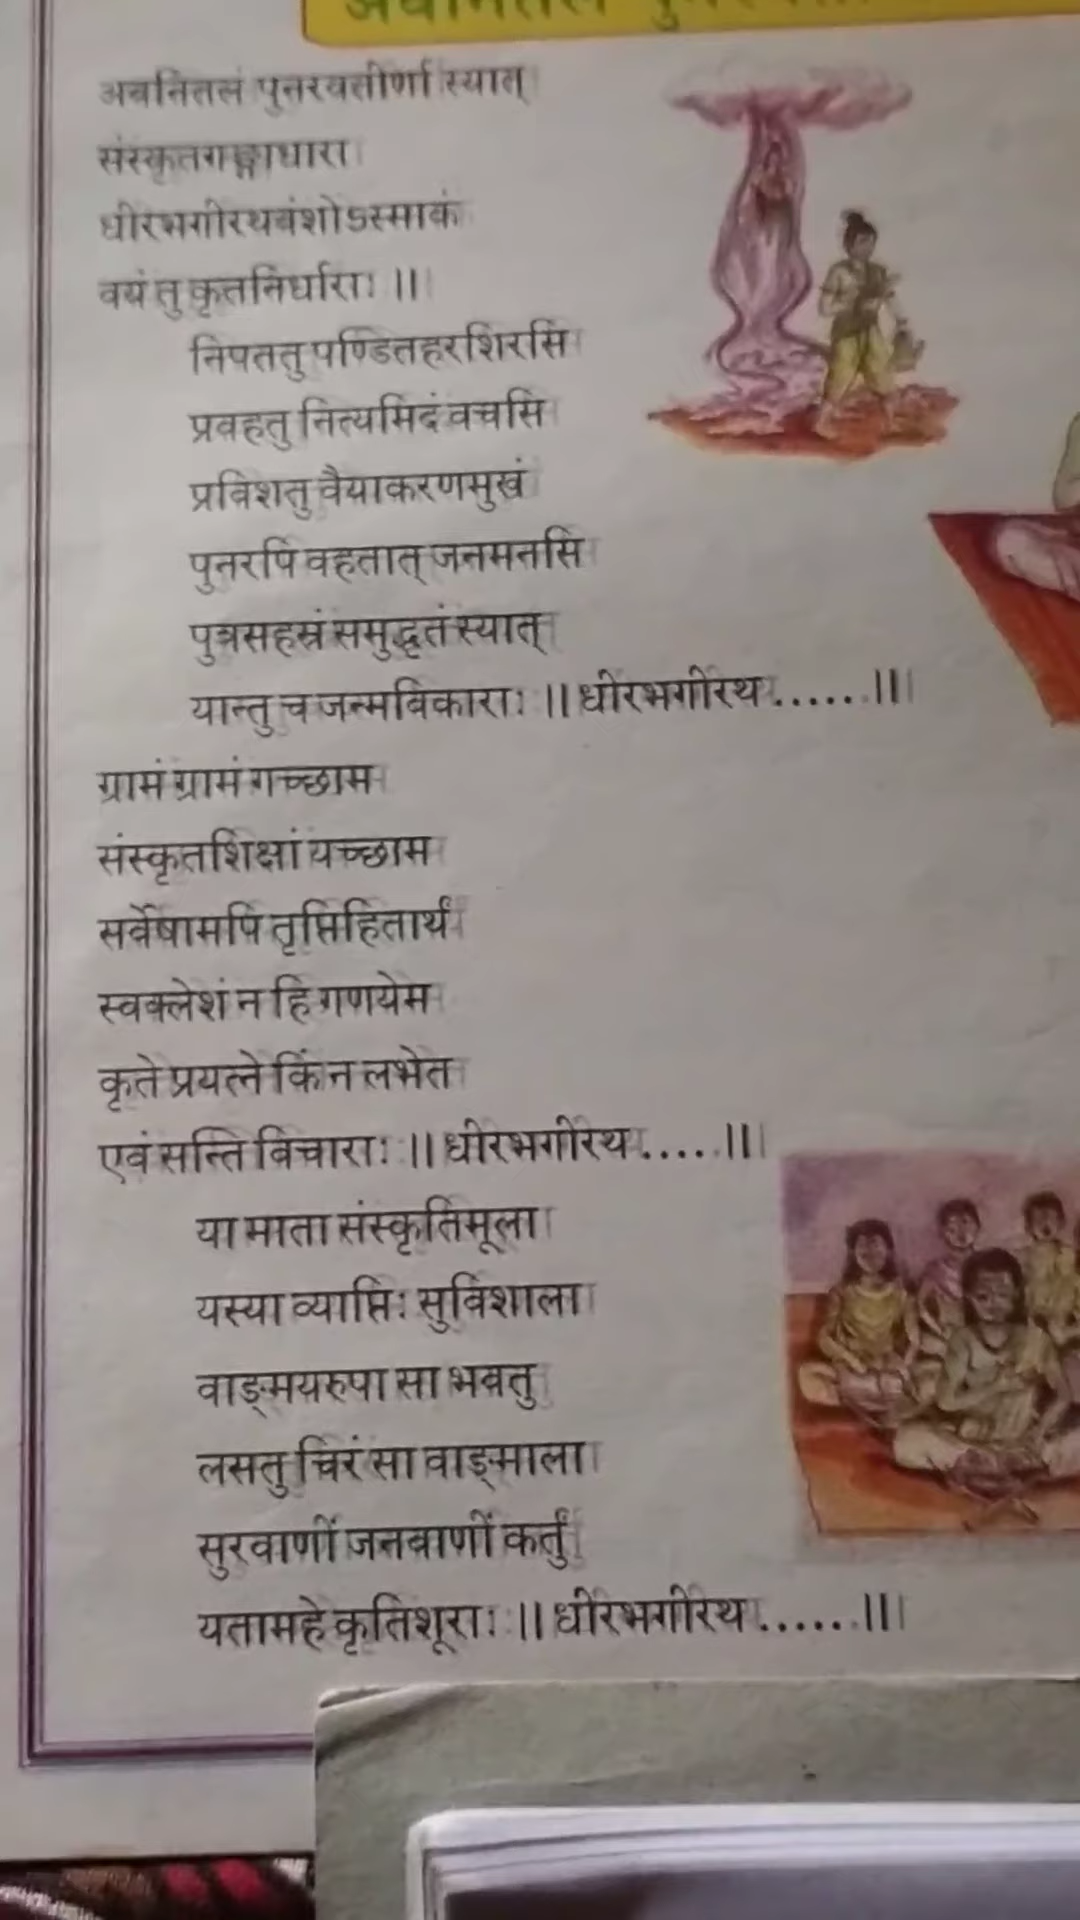 अवनितलं पुनरवतीर्णा स्यात्
संस्कृतगङ्गाधारा
धीरभगीरथवंशोऽस्माकं
वयं तु कृतनिर्धाराः ॥
निपततु पण्डितहरशिरसि
प्रवहतु नित्यमिदं वचसि
प्रविशतु वैयाकरणमुखं
पुनरपि वहतात् जनमनसि
पुत्रसहस्रं समुद्धृतं स्यात्
यान्तु च जन्मविकाराः ॥ धीरभगीरथ...... ॥
ग्रामं ग्रामं गच्छाम
संस्कृतशिक्षां यच्छाम
सर्वेषामपि तृप्तिहितार्थं
स्वक्लेशं न हि गणयेम
कृते प्रयत्ने किं न लभेत
एवं सन्ति विचाराः ॥ धीरभगीरथ..... ॥
या माता संस्कृतिमूला
यस्या व्याप्तिः सुविशाला
वाङ्मयरुपा सा भवतु
लसतु चिरं सा वाङ्माला
सुरवाणीं जनवाणीं कर्तुं
यतामहे कृतिशूराः ॥ धीरभगीरथ...... ॥